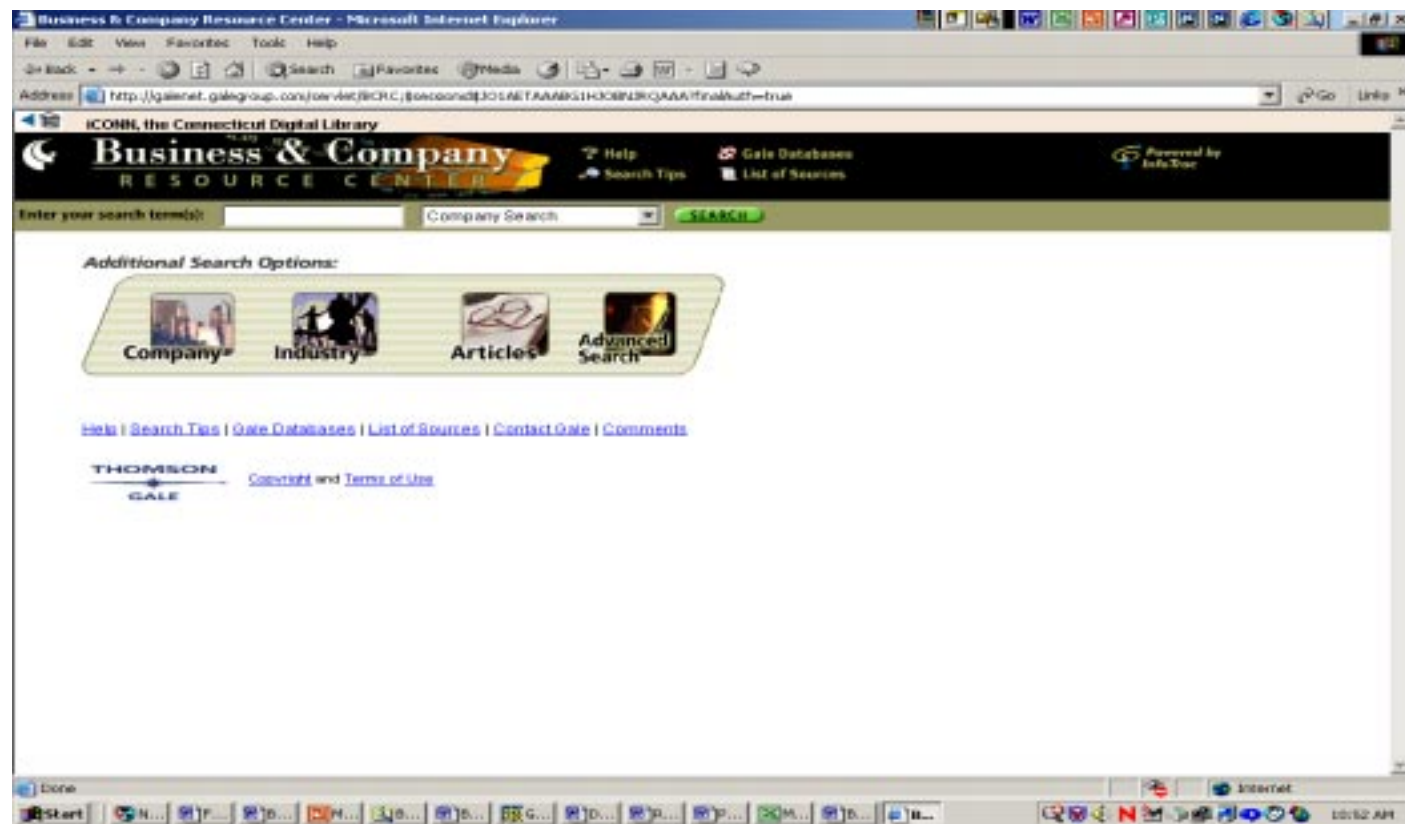 Business & Company Resource Center - Microsoft Internet Explorer
File Edit View Favorites Tools Help
Back Search Favorites Media
Address Go Links
iCONN, the Connecticut Digital Library
Business & Company
RESOURCE CENTER
Help Gale Databases
Search Tips List of Sources
Powered by
InfoTrac
Enter your search term(s): Company Search SEARCH
Additional Search Options:
Company Industry Articles Advanced Search
Help | Search Tips | Gale Databases | List of Sources | Contact Gale | Comments
THOMSON
GALE
Copyright and Terms of Use
Done Internet
Start 10:52 AM